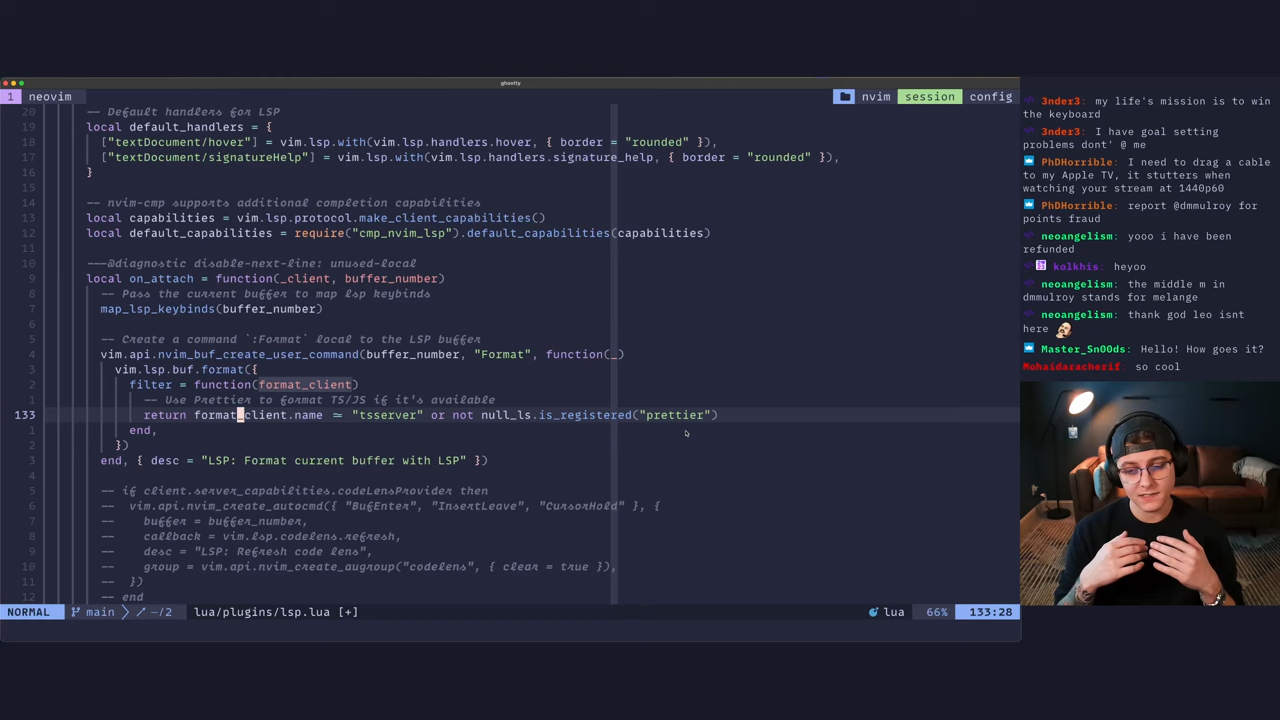 ghostty
1 neovim
nvim session config
20 -- Default handlers for LSP
19 local default_handlers = {
18 ["textDocument/hover"] = vim.lsp.with(vim.lsp.handlers.hover, { border = "rounded" }),
17 ["textDocument/signatureHelp"] = vim.lsp.with(vim.lsp.handlers.signature_help, { border = "rounded" }),
16 }
15
14 -- nvim-cmp supports additional completion capabilities
13 local capabilities = vim.lsp.protocol.make_client_capabilities()
12 local default_capabilities = require("cmp_nvim_lsp").default_capabilities(capabilities)
11
10 ---@diagnostic disable-next-line: unused-local
9 local on_attach = function(_client, buffer_number)
8 -- Pass the current buffer to map lsp keybinds
7 map_lsp_keybinds(buffer_number)
6
5 -- Create a command `:Format` local to the LSP buffer
4 vim.api.nvim_buf_create_user_command(buffer_number, "Format", function(_)
3 vim.lsp.buf.format({
2 filter = function(format_client)
1 -- Use Prettier to format TS/JS if it's available
133 return format_client.name ~= "tsserver" or not null_ls.is_registered("prettier")
1 end,
2 })
3 end, { desc = "LSP: Format current buffer with LSP" })
4
5 -- if client.server_capabilities.codeLensProvider then
6 -- vim.api.nvim_create_autocmd({ "BufEnter", "InsertLeave", "CursorHold" }, {
7 -- buffer = buffer_number,
8 -- callback = vim.lsp.codelens.refresh,
9 -- desc = "LSP: Refresh code lens",
10 -- group = vim.api.nvim_create_augroup("codelens", { clear = true }),
11 -- })
12 -- end
NORMAL main ~/2 lua/plugins/lsp.lua [+] lua 66% 133:28
3nder3: my life's mission is to win
the keyboard
3nder3: I have goal setting
problems dont' @ me
PhDHorrible: I need to drag a cable
to my Apple TV, it stutters when
watching your stream at 1440p60
PhDHorrible: report @dmmulroy for
points fraud
neoangelism: yooo i have been
refunded
kolkhis: heyoo
neoangelism: the middle m in
dmmulroy stands for melange
neoangelism: thank god leo isnt
here
Master_Sn00ds: Hello! How goes it?
Mohaidaracherif: so cool